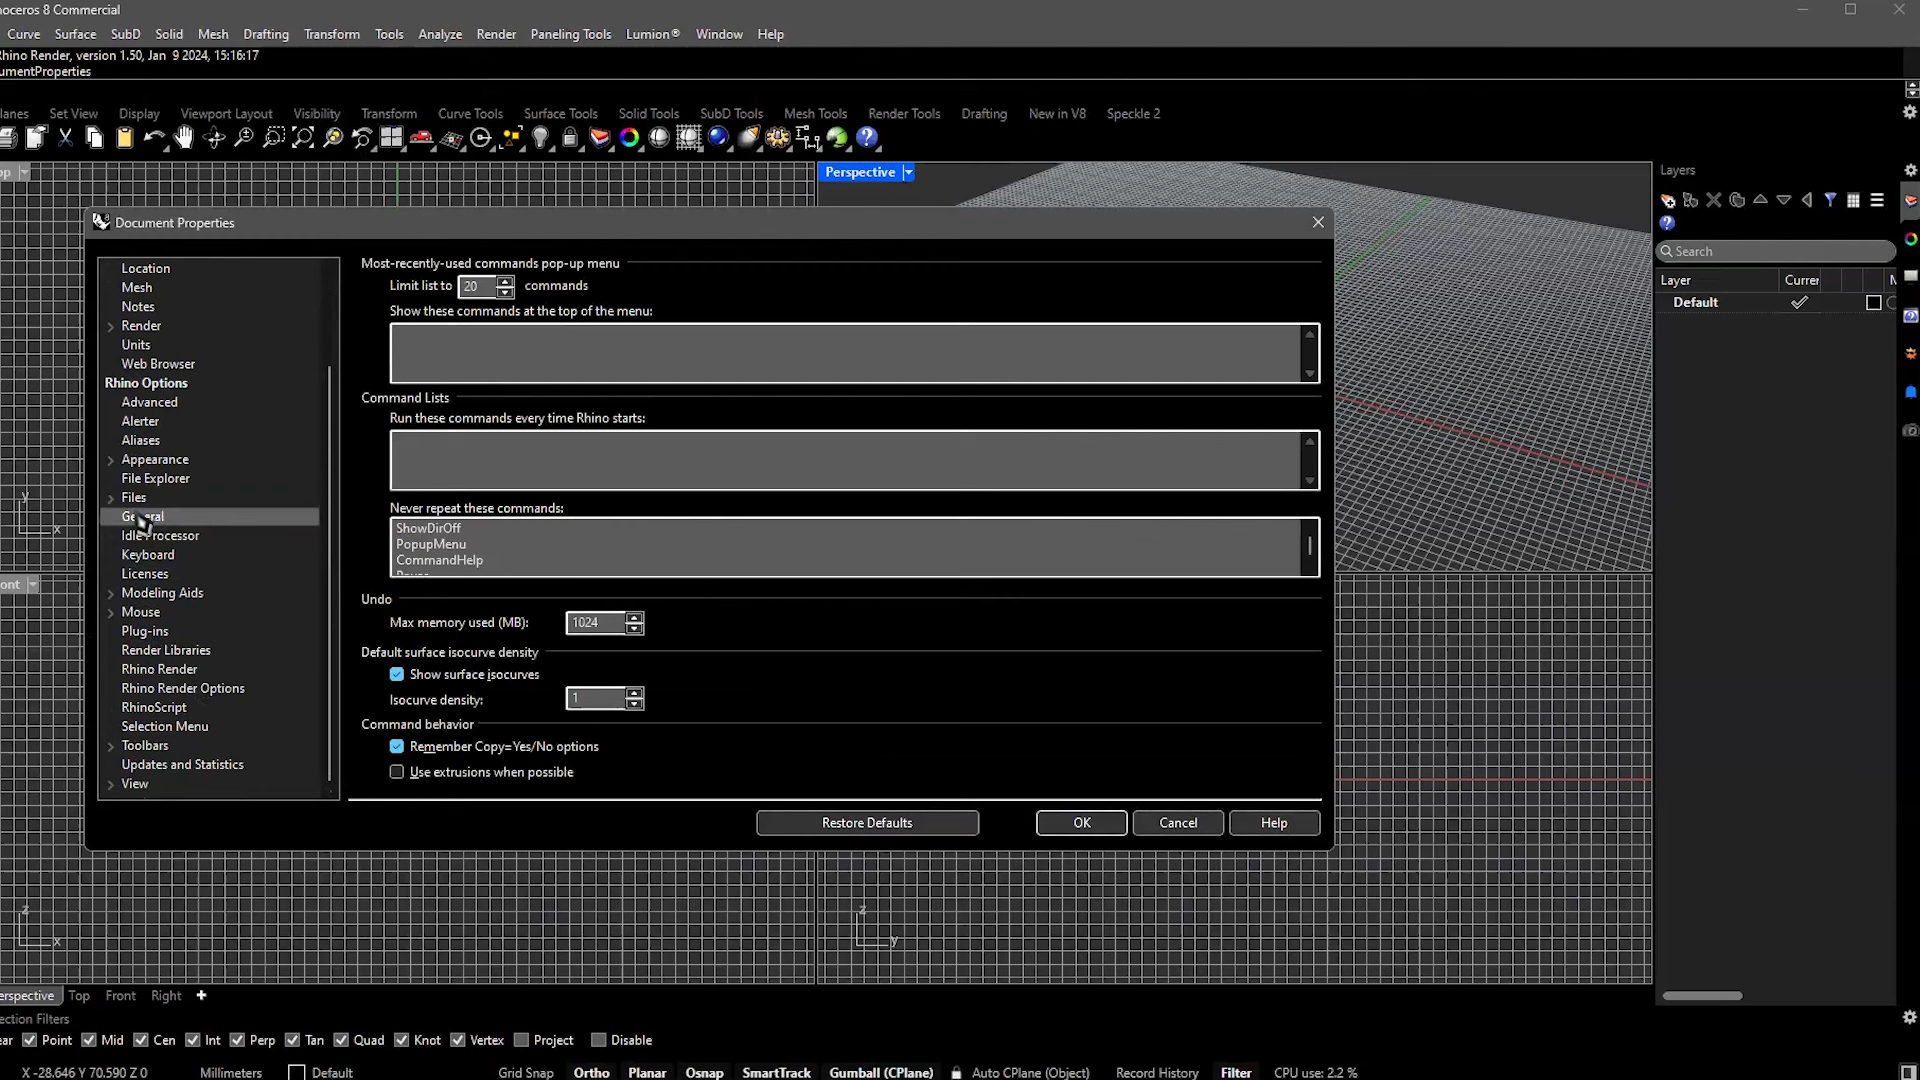 noceros 8 Commercial
Curve Surface SubD Solid Mesh Drafting Transform Tools Analyze Render Paneling Tools Lumion® Window Help
Rhino Render, version 1.50, Jan 9 2024, 15:16:17
umentProperties
lanes Set View Display Viewport Layout Visibility Transform Curve Tools Surface Tools Solid Tools SubD Tools Mesh Tools Render Tools Drafting New in V8 Speckle 2
op
Perspective
Layers
Search
Layer Currer
Default
Document Properties
Location
Mesh
Notes
Render
Units
Web Browser
Rhino Options
Advanced
Alerter
Aliases
Appearance
File Explorer
Files
General
Idle Processor
Keyboard
Licenses
Modeling Aids
Mouse
Plug-ins
Render Libraries
Rhino Render
Rhino Render Options
RhinoScript
Selection Menu
Toolbars
Updates and Statistics
View
Most-recently-used commands pop-up menu
Limit list to 20 commands
Show these commands at the top of the menu:
Command Lists
Run these commands every time Rhino starts:
Never repeat these commands:
ShowDirOff
PopupMenu
CommandHelp
Undo
Max memory used (MB): 1024
Default surface isocurve density
Show surface isocurves
Isocurve density: 1
Command behavior
Remember Copy=Yes/No options
Use extrusions when possible
Restore Defaults OK Cancel Help
y
x
ont
z
x
z
y
erspective Top Front Right
ection Filters
ear Point Mid Cen Int Perp Tan Quad Knot Vertex Project Disable
X -28.646 Y 70.590 Z 0 Millimeters Default Grid Snap Ortho Planar Osnap SmartTrack Gumball (CPlane) Auto CPlane (Object) Record History Filter CPU use: 2.2 %